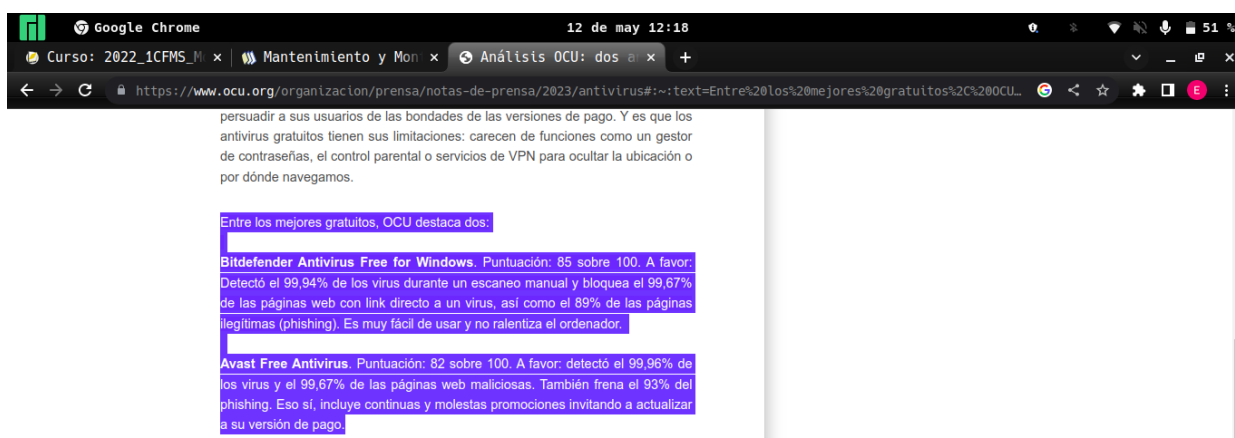 Google Chrome 12 de may 12:18 51 %
Curso: 2022_1CFMS_M Mantenimiento y Mon Análisis OCU: dos a
https://www.ocu.org/organizacion/prensa/notas-de-prensa/2023/antivirus#:~:text=Entre%20los%20mejores%20gratuitos%2C%20OCU… E
persuadir a sus usuarios de las bondades de las versiones de pago. Y es que los
antivirus gratuitos tienen sus limitaciones: carecen de funciones como un gestor
de contraseñas, el control parental o servicios de VPN para ocultar la ubicación o
por dónde navegamos.
Entre los mejores gratuitos, OCU destaca dos:
Bitdefender Antivirus Free for Windows. Puntuación: 85 sobre 100. A favor:
Detectó el 99,94% de los virus durante un escaneo manual y bloquea el 99,67%
de las páginas web con link directo a un virus, así como el 89% de las páginas
ilegítimas (phishing). Es muy fácil de usar y no ralentiza el ordenador.
Avast Free Antivirus. Puntuación: 82 sobre 100. A favor: detectó el 99,96% de
los virus y el 99,67% de las páginas web maliciosas. También frena el 93% del
phishing. Eso sí, incluye continuas y molestas promociones invitando a actualizar
a su versión de pago.